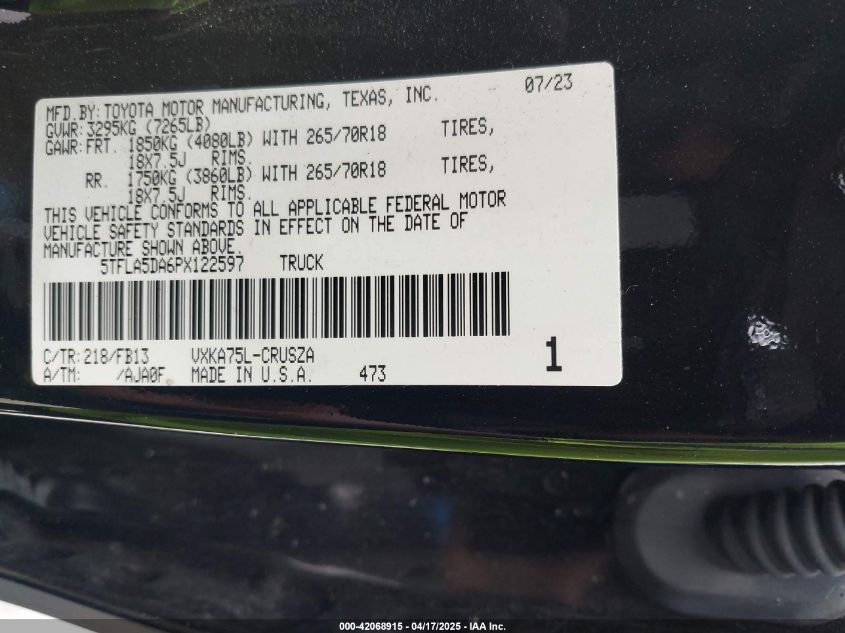 MFD.BY:TOYOTA MOTOR MANUFACTURING, TEXAS, INC. 07/23
GVWR:3295KG (7265LB)
GAWR:FRT. 1850KG (4080LB) WITH 265/70R18 TIRES,
18X7.5J RIMS.
RR. 1750KG (3860LB) WITH 265/70R18 TIRES,
18X7.5J RIMS.
THIS VEHICLE CONFORMS TO ALL APPLICABLE FEDERAL MOTOR
VEHICLE SAFETY STANDARDS IN EFFECT ON THE DATE OF
MANUFACTURE SHOWN ABOVE.
5TFLA5DA6PX122597 TRUCK
C/TR:218/FB13 VXKA75L-CRUSZA
A/TM: /AJA0F MADE IN U.S.A. 473 1
000-42068915 - 04/17/2025 - IAA Inc.